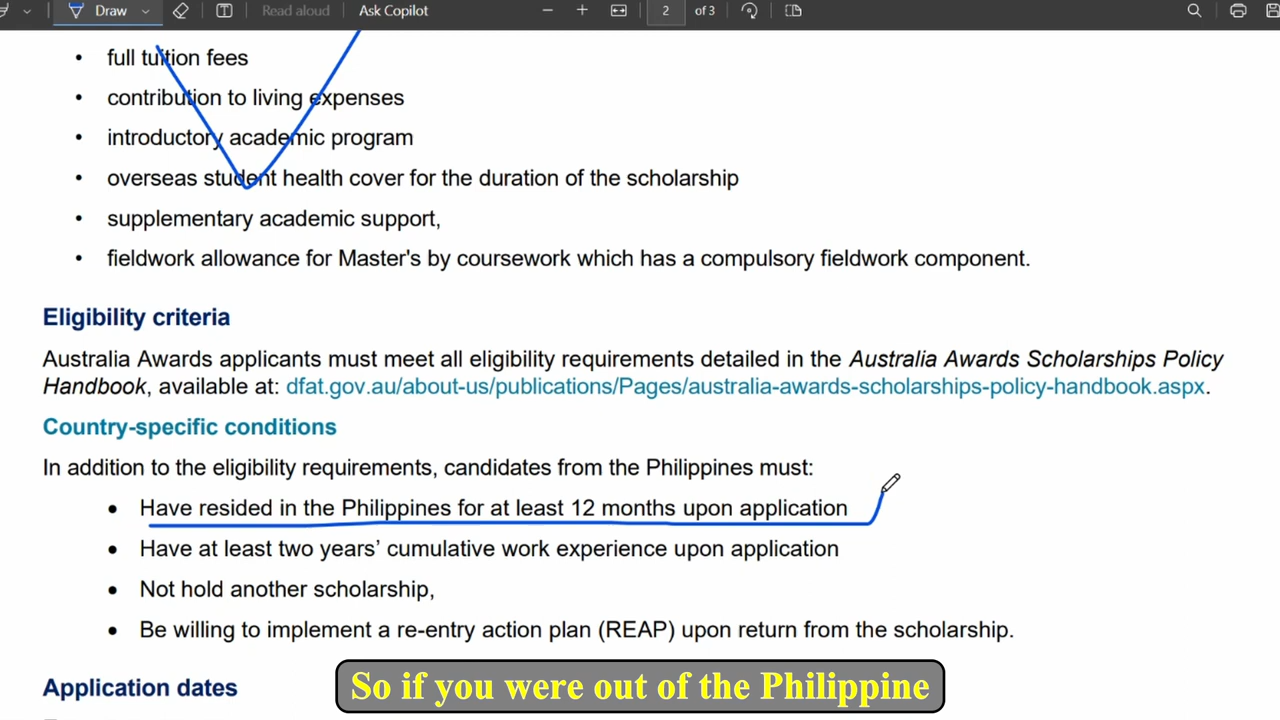 Draw
Read aloud
Ask Copilot
2
of 3
• full tuition fees
• contribution to living expenses
• introductory academic program
• overseas student health cover for the duration of the scholarship
• supplementary academic support,
• fieldwork allowance for Master's by coursework which has a compulsory fieldwork component.
Eligibility criteria
Australia Awards applicants must meet all eligibility requirements detailed in the Australia Awards Scholarships Policy
Handbook, available at: dfat.gov.au/about-us/publications/Pages/australia-awards-scholarships-policy-handbook.aspx.
Country-specific conditions
In addition to the eligibility requirements, candidates from the Philippines must:
• Have resided in the Philippines for at least 12 months upon application
• Have at least two years’ cumulative work experience upon application
• Not hold another scholarship,
• Be willing to implement a re-entry action plan (REAP) upon return from the scholarship.
Application dates
So if you were out of the Philippine